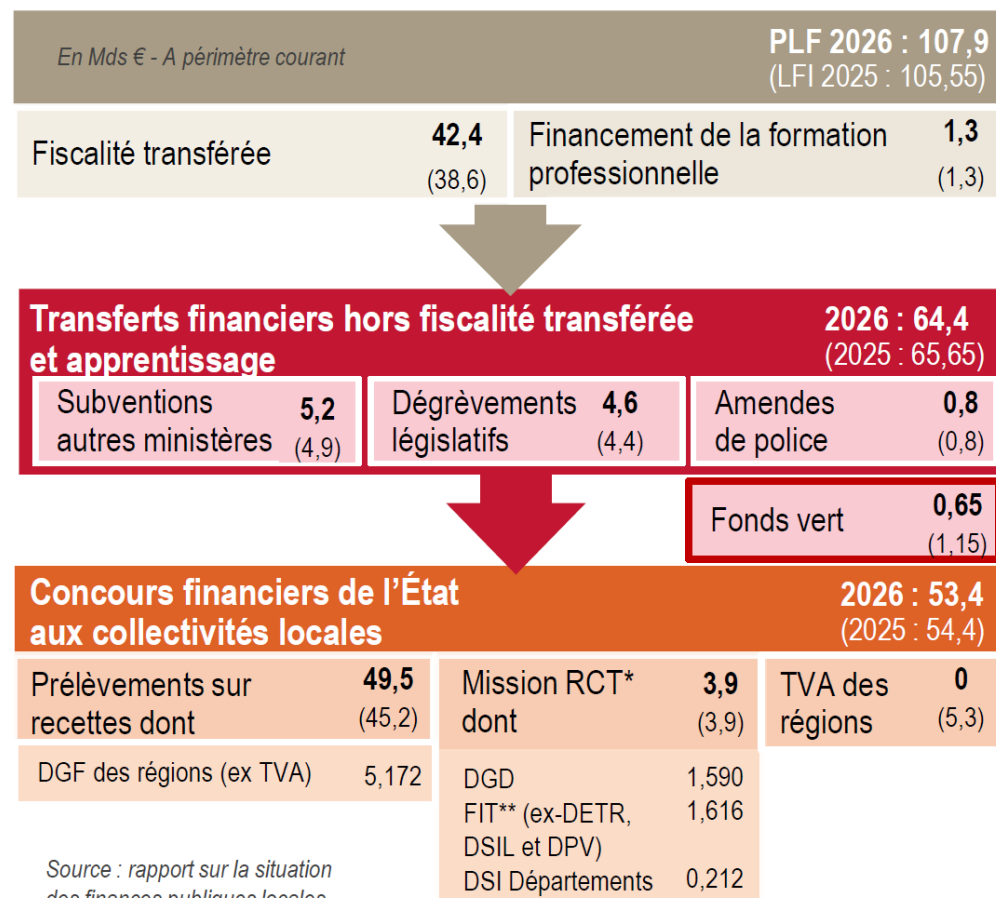 En Mds € - A périmètre courant
PLF 2026 : 107,9
(LFI 2025 : 105,55)
Fiscalité transférée
42,4
(38,6)
Financement de la formation
professionnelle
1,3
(1,3)
Transferts financiers hors fiscalité transférée
et apprentissage
2026 : 64,4
(2025 : 65,65)
Subventions
autres ministères
5,2
(4,9)
Dégrèvements
législatifs
4,6
(4,4)
Amendes
de police
0,8
(0,8)
Fonds vert
0,65
(1,15)
Concours financiers de l'État
aux collectivités locales
2026 : 53,4
(2025 : 54,4)
Prélèvements sur
recettes dont
49,5
(45,2)
DGF des régions (ex TVA) 5,172
Mission RCT*
dont
3,9
(3,9)
DGD 1,590
FIT** (ex-DETR, 1,616
DSIL et DPV)
DSI Départements 0,212
TVA des
régions
0
(5,3)
Source : rapport sur la situation
des finances publiques locales